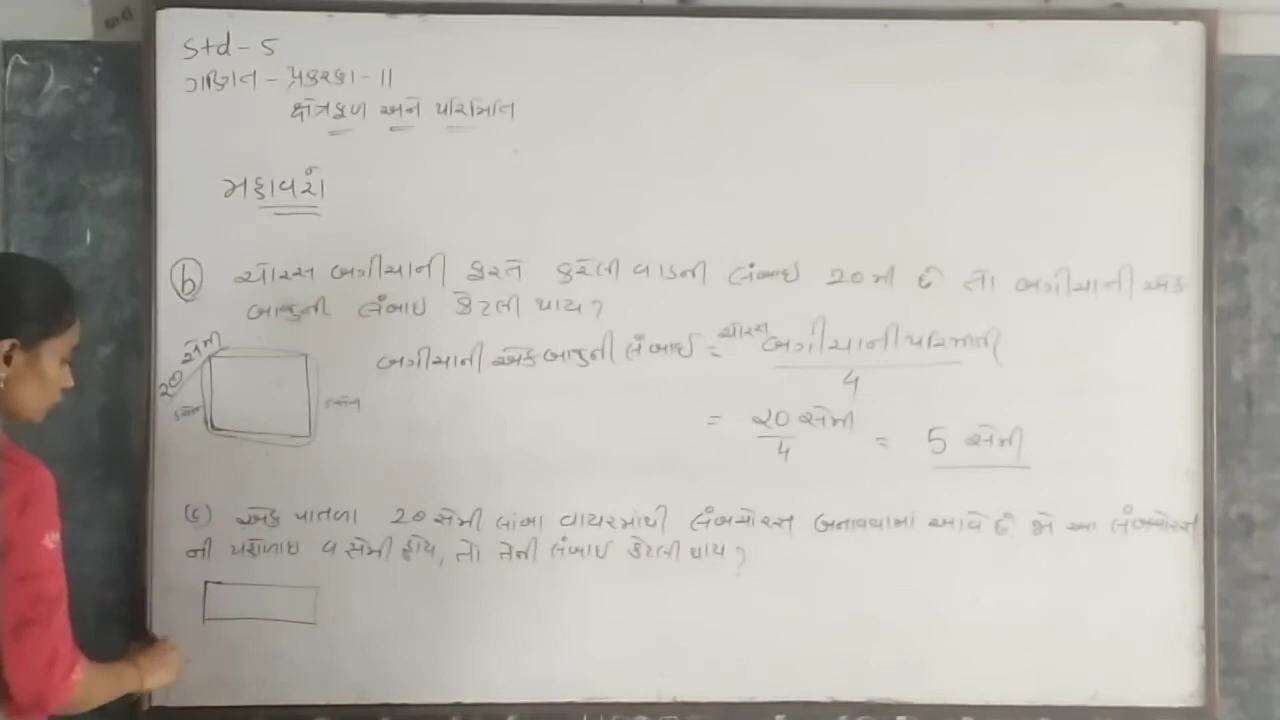 Std - 5
ગણિત - પ્રકરણ - 11
ક્ષેત્રફળ અને પરિમિતિ
મહાવરો
(b) ચોરસ બગીચાની ફરતે કરેલી વાડની લંબાઇ 20 મી છે તો બગીચાની એક
બાજુની લંબાઇ કેટલી થાય?
બગીચાની એક બાજુની લંબાઇ = ચોરસ બગીચાની પરિમિતી
4
20 સેમી
= 20 સેમી = 5 સેમી
4
(c) એક પાતળા 20 સેમી લાંબા વાયરમાંથી લંબચોરસ બનાવવામાં આવે છે. જો આ લંબચોરસ
ની પહોળાઇ 4 સેમી હોય, તો તેની લંબાઇ કેટલી થાય?